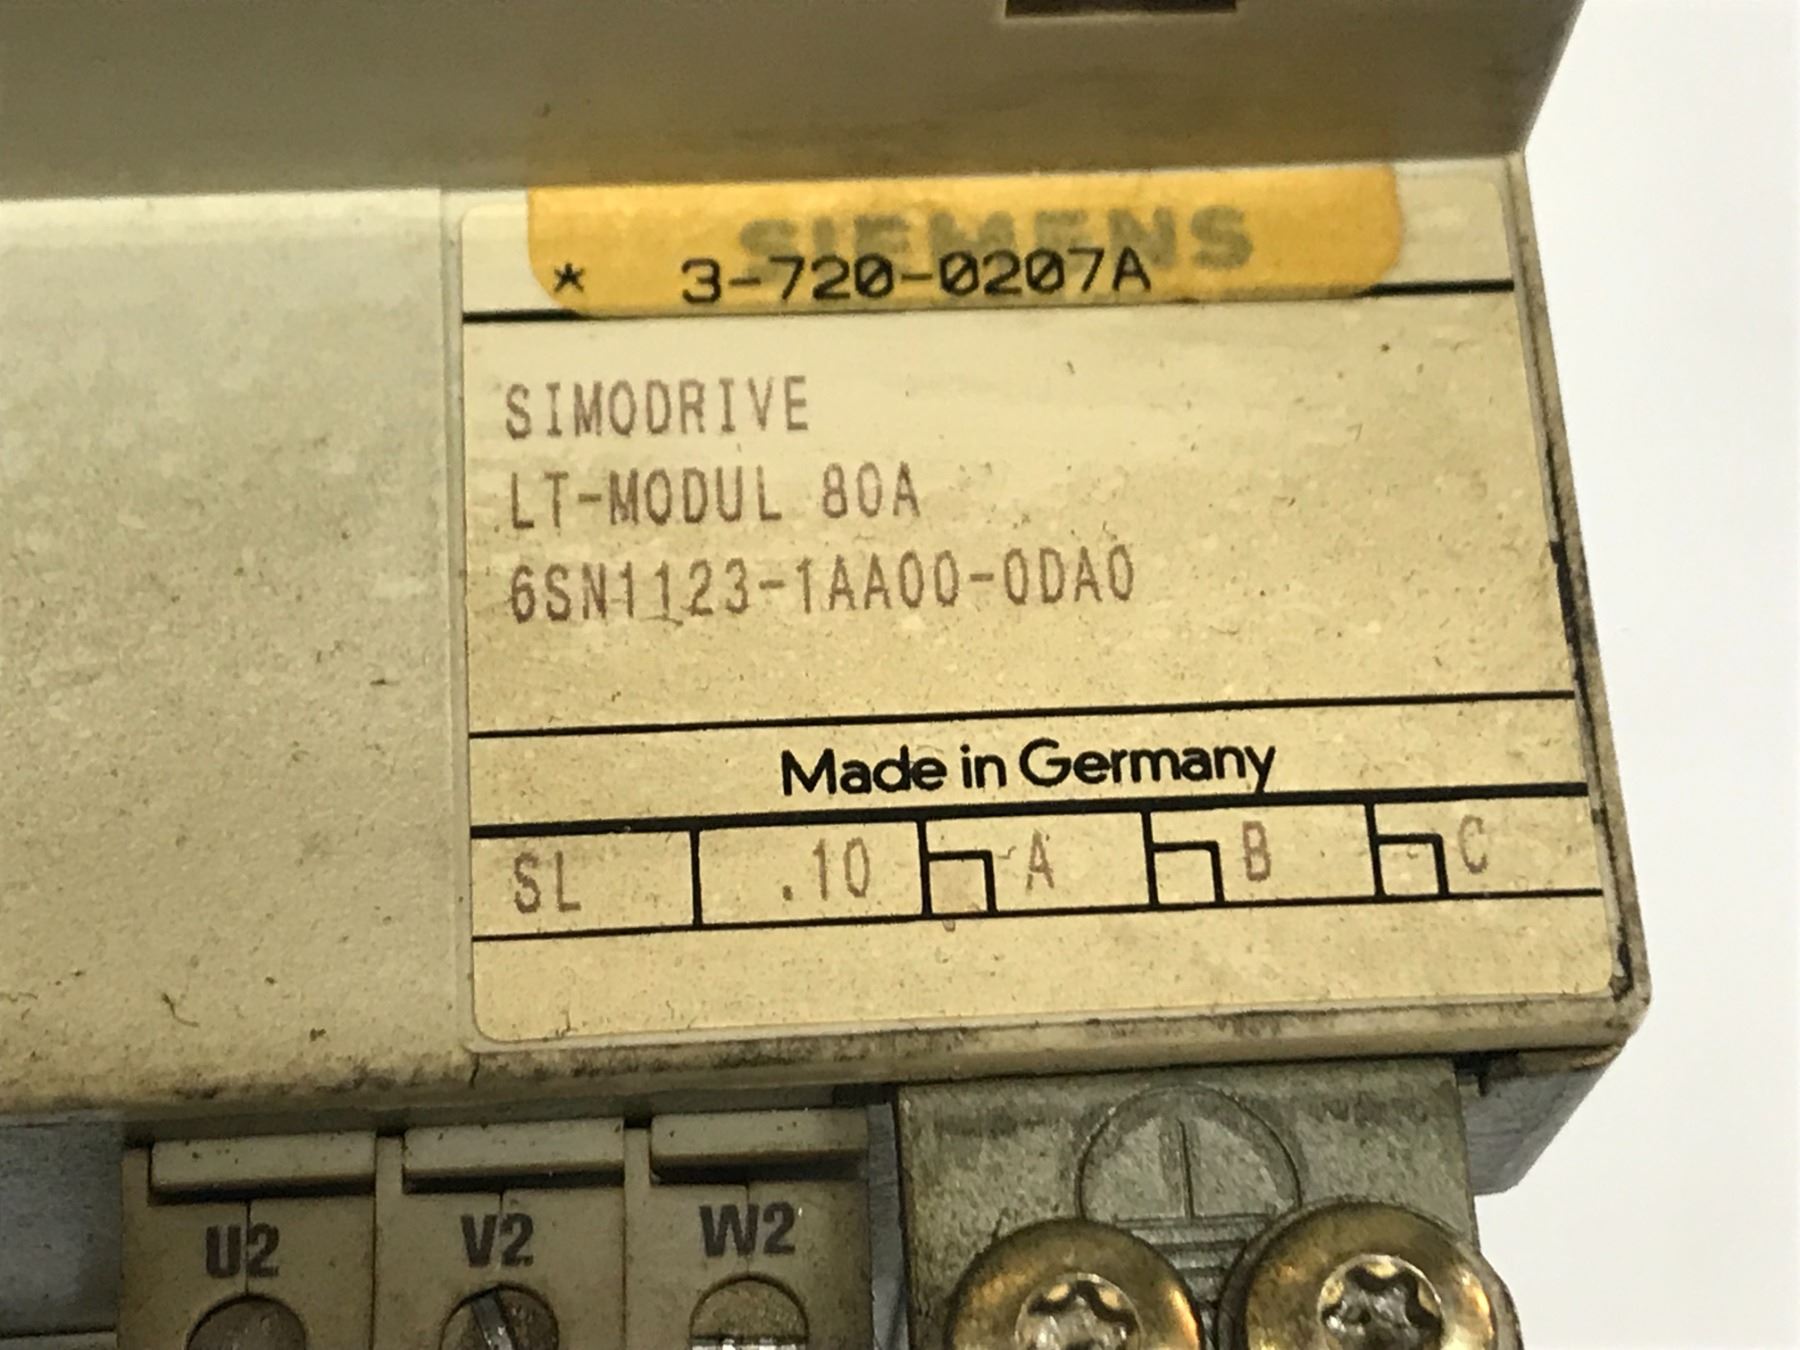 SIEMENS
* 3-720-0207A
SIMODRIVE
LT-MODUL 80A
6SN1123-1AA00-0DA0
Made in Germany
SL .10 A B C
U2 V2 W2